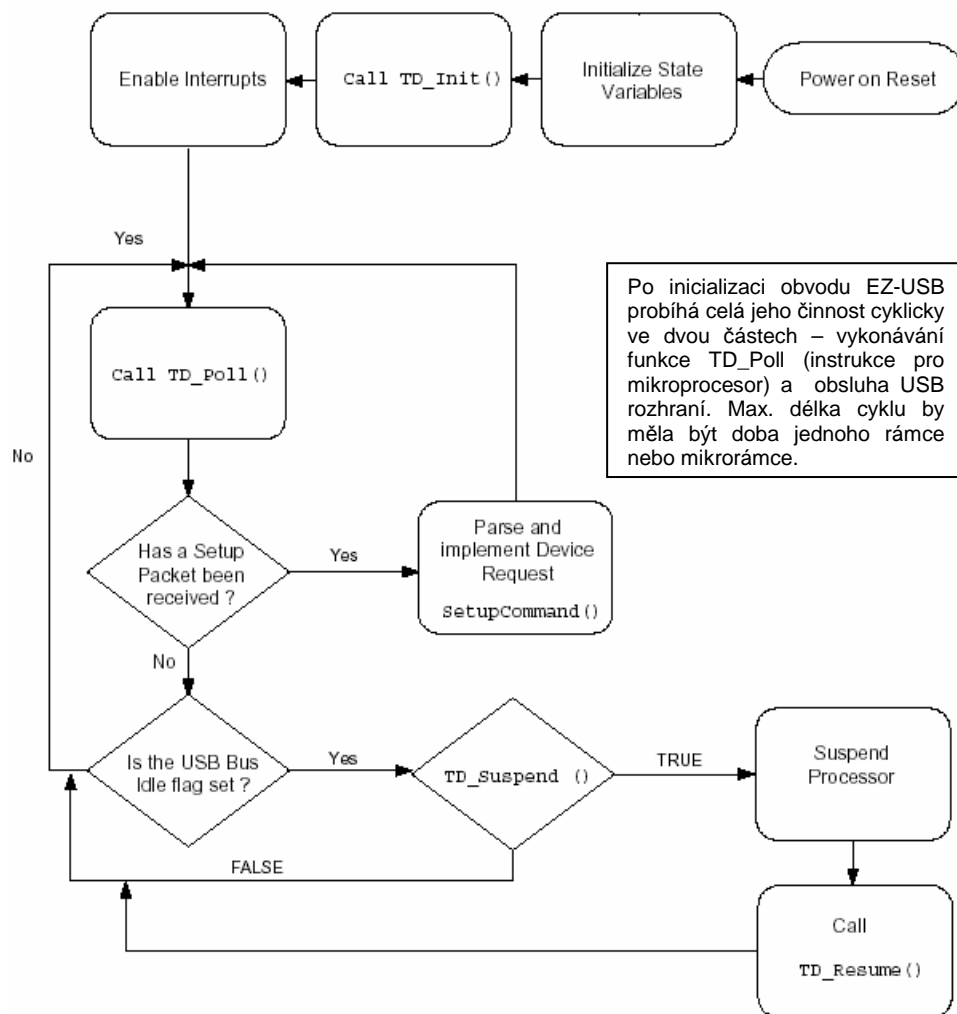 Enable Interrupts
Call TD_Init()
Initialize State
Variables
Power on Reset
Yes
Po inicializaci obvodu EZ-USB
probíhá celá jeho činnost cyklicky
ve dvou částech – vykonávání
funkce TD_Poll (instrukce pro
mikroprocesor) a obsluha USB
rozhraní. Max. délka cyklu by
měla být doba jednoho rámce
nebo mikrorámce.
Call TD_Poll()
No
Has a Setup
Packet been
received ?
Yes
Parse and
implement Device
Request
SetupCommand()
No
Is the USB Bus
Idle flag set ?
Yes
TD_Suspend ()
TRUE
Suspend
Processor
FALSE
Call
TD_Resume()